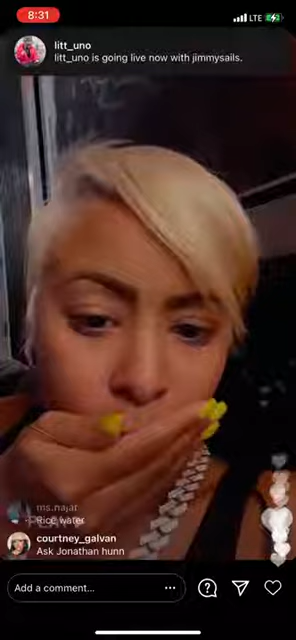 8:31
LTE
litt_uno
litt_uno is going live now with jimmysails.
ms.najar
Rice water
courtney_galvan
Ask Jonathan hunn
Add a comment...